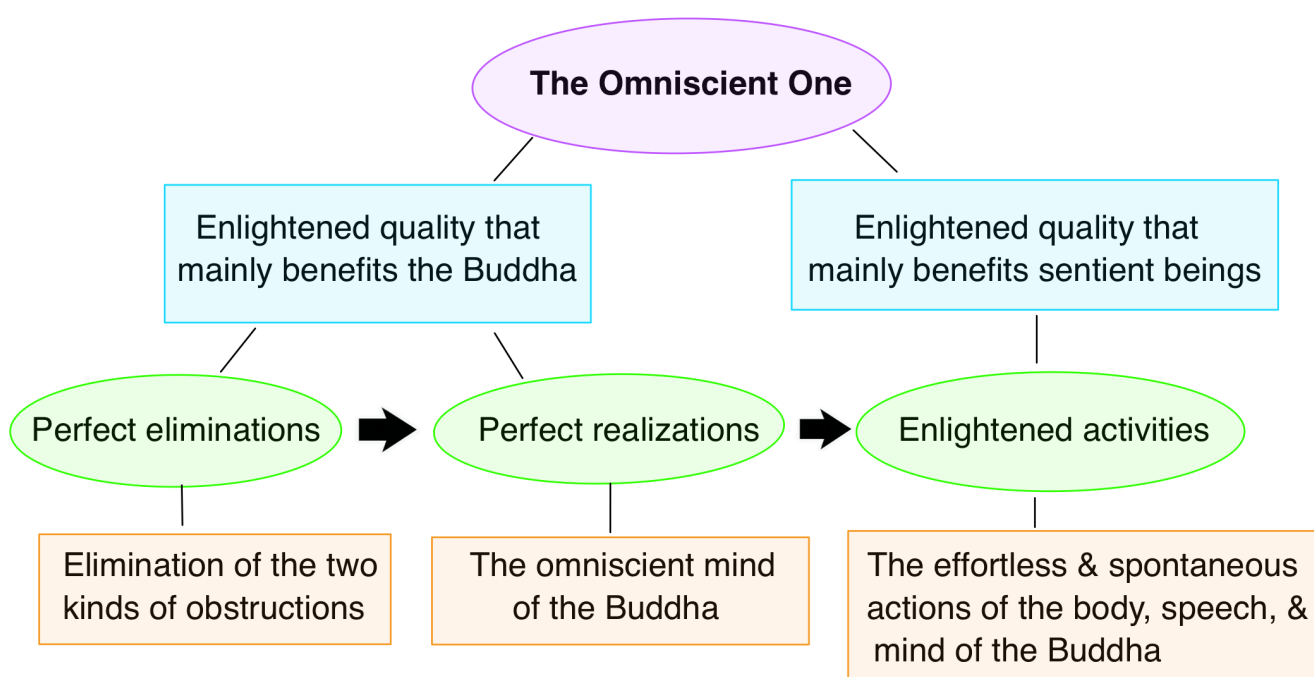 The Omniscient One
Enlightened quality that
mainly benefits the Buddha
Enlightened quality that
mainly benefits sentient beings
Perfect eliminations
Perfect realizations
Enlightened activities
Elimination of the two
kinds of obstructions
The omniscient mind
of the Buddha
The effortless & spontaneous
actions of the body, speech, &
mind of the Buddha